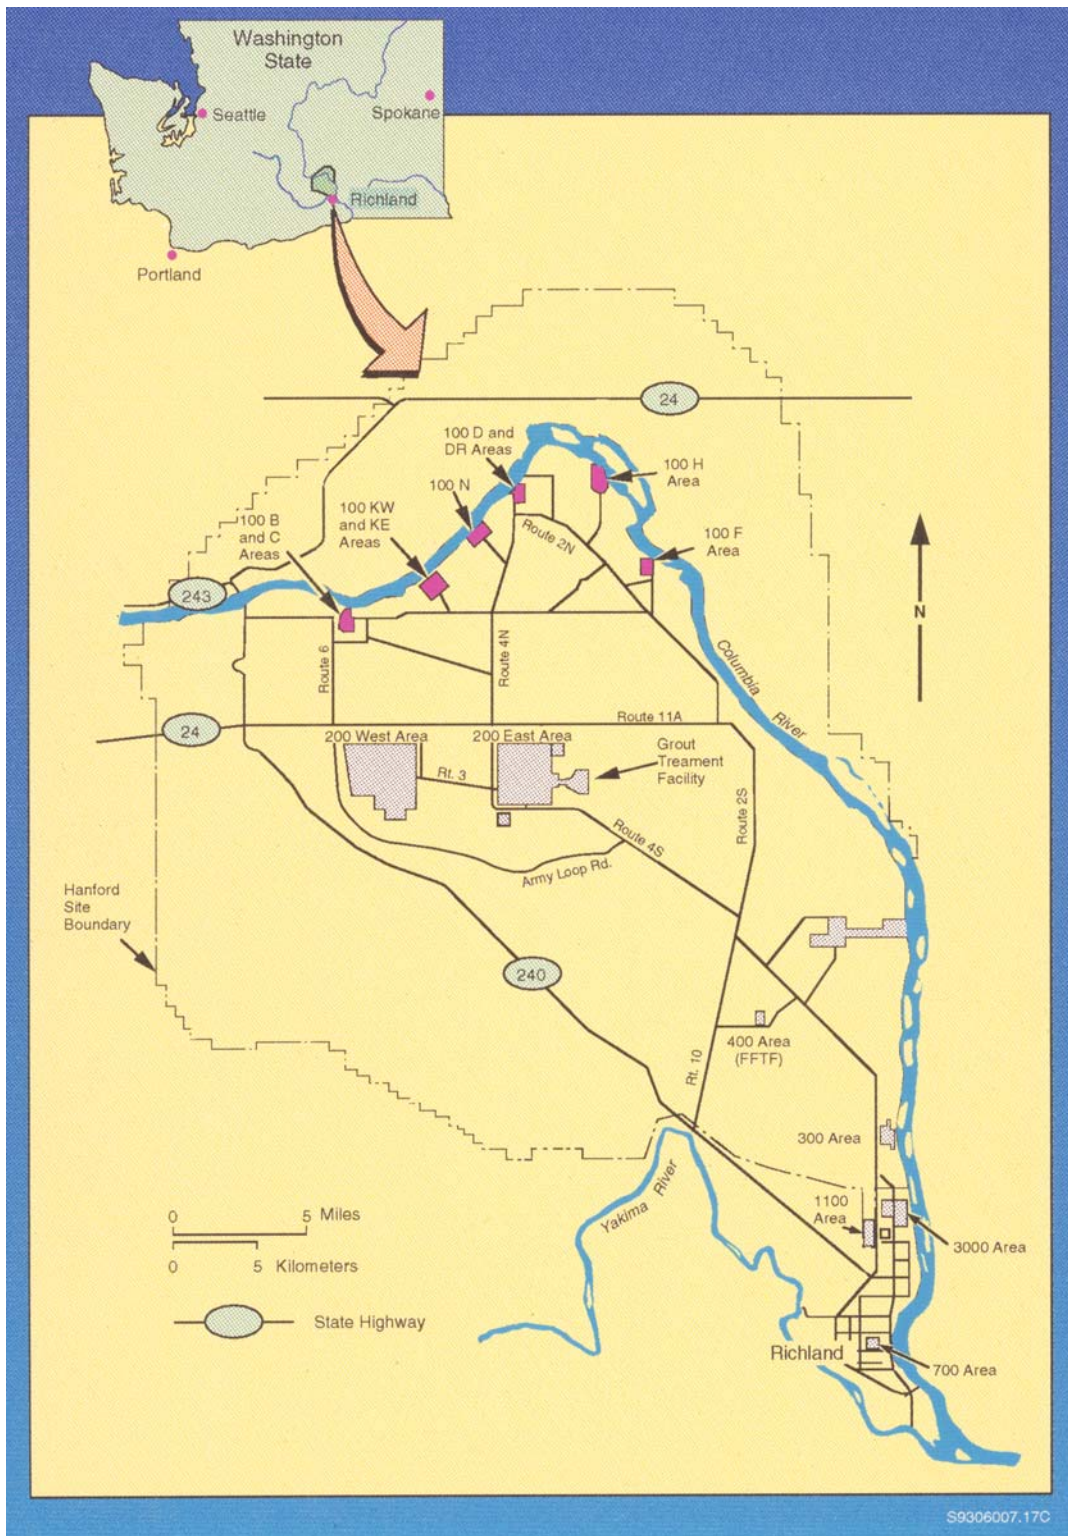 Washington
State
Seattle
Spokane
Richland
Portland
24
100 D and
DR Areas
100 H
Area
100 N
100 KW
and KE
Areas
100 B
and C
Areas
Route 2N
100 F
Area
243
N
Route 6
Route 4N
Columbia
River
Route 11A
24
200 West Area
200 East Area
Grout
Treament
Facility
Rt. 3
Route 2S
Route 4S
Army Loop Rd.
Hanford
Site
Boundary
240
400 Area
(FFTF)
Rt. 10
300 Area
Yakima River
1100
Area
3000 Area
0 5 Miles
0 5 Kilometers
State Highway
Richland
700 Area
S9306007.17C